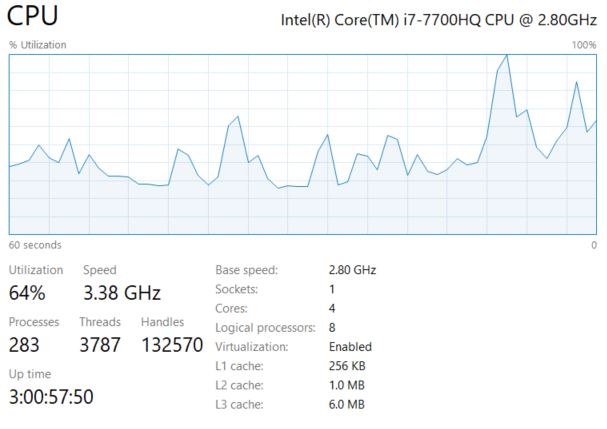 CPU
Intel(R) Core(TM) i7-7700HQ CPU @ 2.80GHz
% Utilization
100%
60 seconds
0
Utilization
Speed
64%
3.38 GHz
Processes
Threads
Handles
283
3787
132570
Up time
3:00:57:50
Base speed: 2.80 GHz
Sockets: 1
Cores: 4
Logical processors: 8
Virtualization: Enabled
L1 cache: 256 KB
L2 cache: 1.0 MB
L3 cache: 6.0 MB